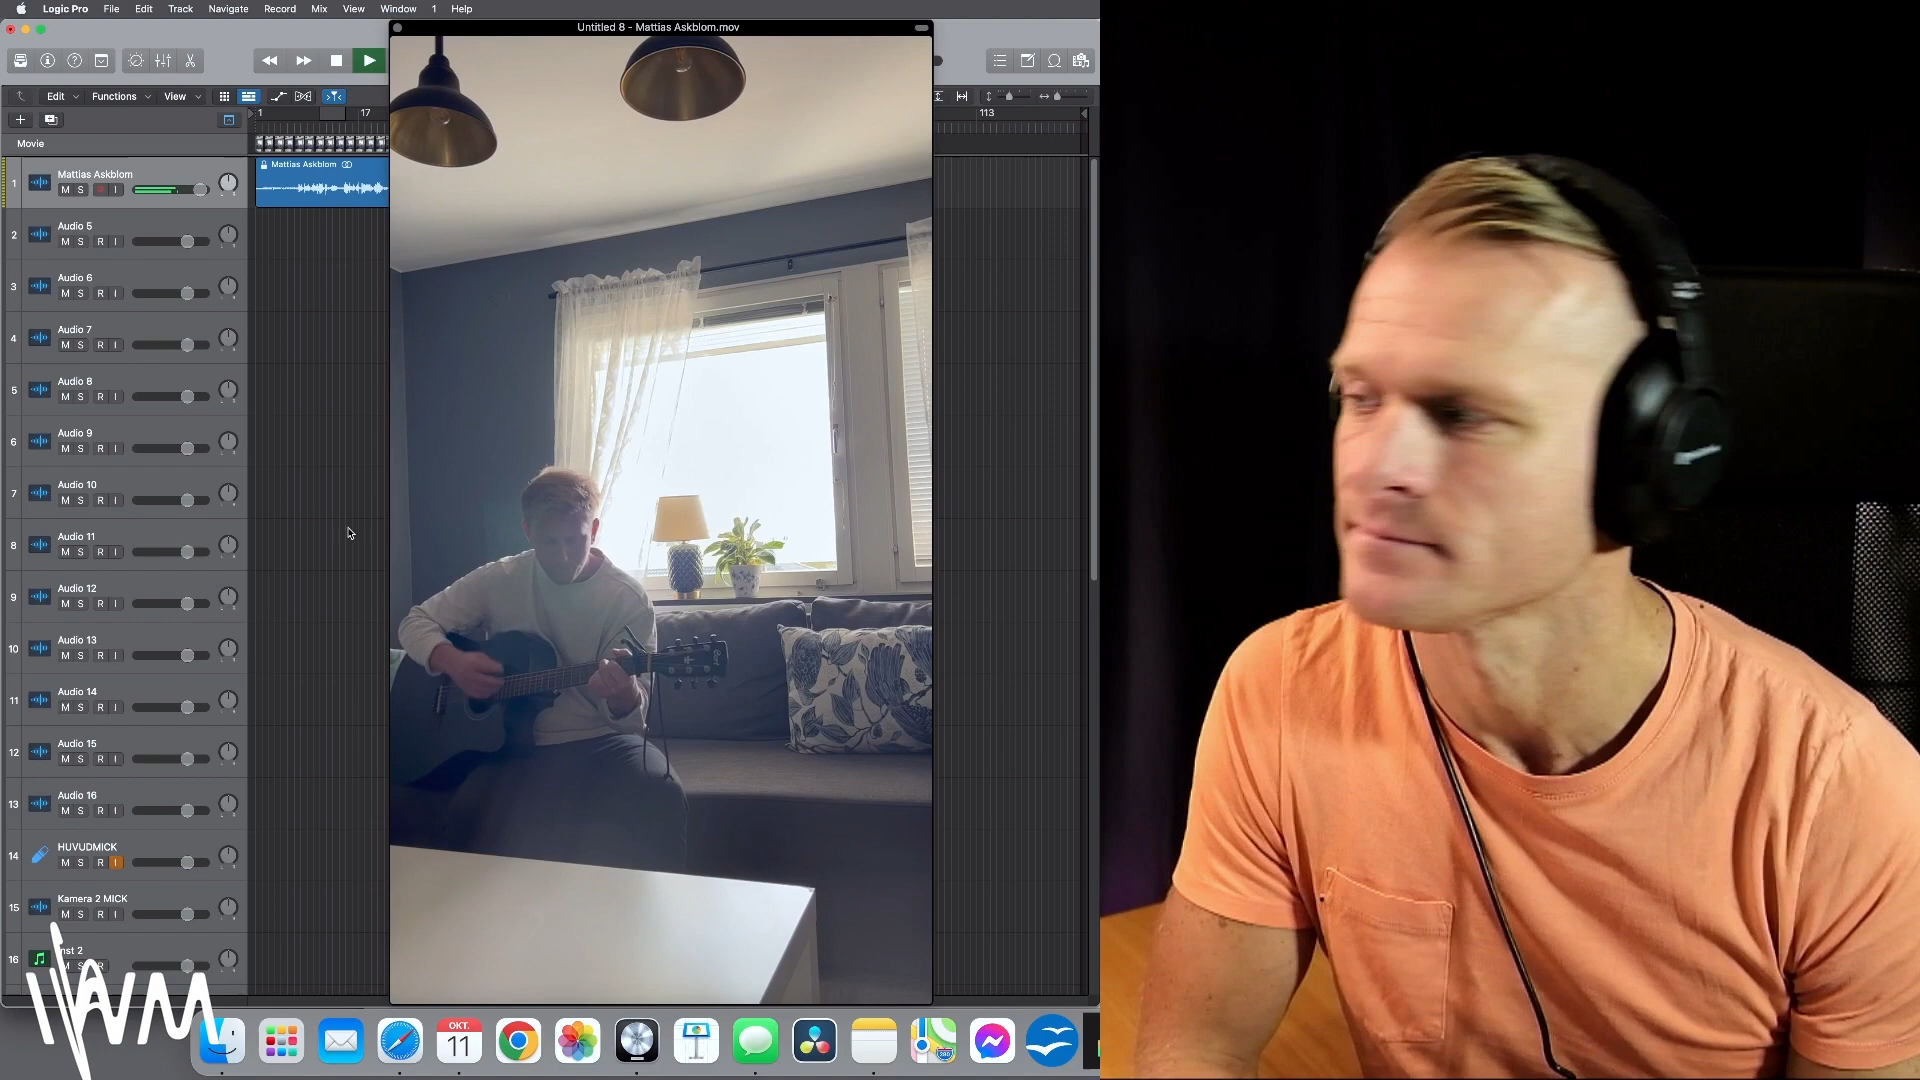 Logic Pro File Edit Track Navigate Record Mix View Window 1 Help
Untitled 8 - Mattias Askblom.mov
Edit Functions View
1 17 113
Movie
Mattias Askblom
1 M S R I
Mattias Askblom
Audio 5
2 M S R I
Audio 6
3 M S R I
Audio 7
4 M S R I
Audio 8
5 M S R I
Audio 9
6 M S R I
Audio 10
7 M S R I
Audio 11
8 M S R I
Audio 12
9 M S R I
Audio 13
10 M S R I
Audio 14
11 M S R I
Audio 15
12 M S R I
Audio 16
13 M S R I
HUVUDMICK
14 M S R I
Kamera 2 MICK
15 M S R I
nst 2
16 M S R
OKT.
11
280